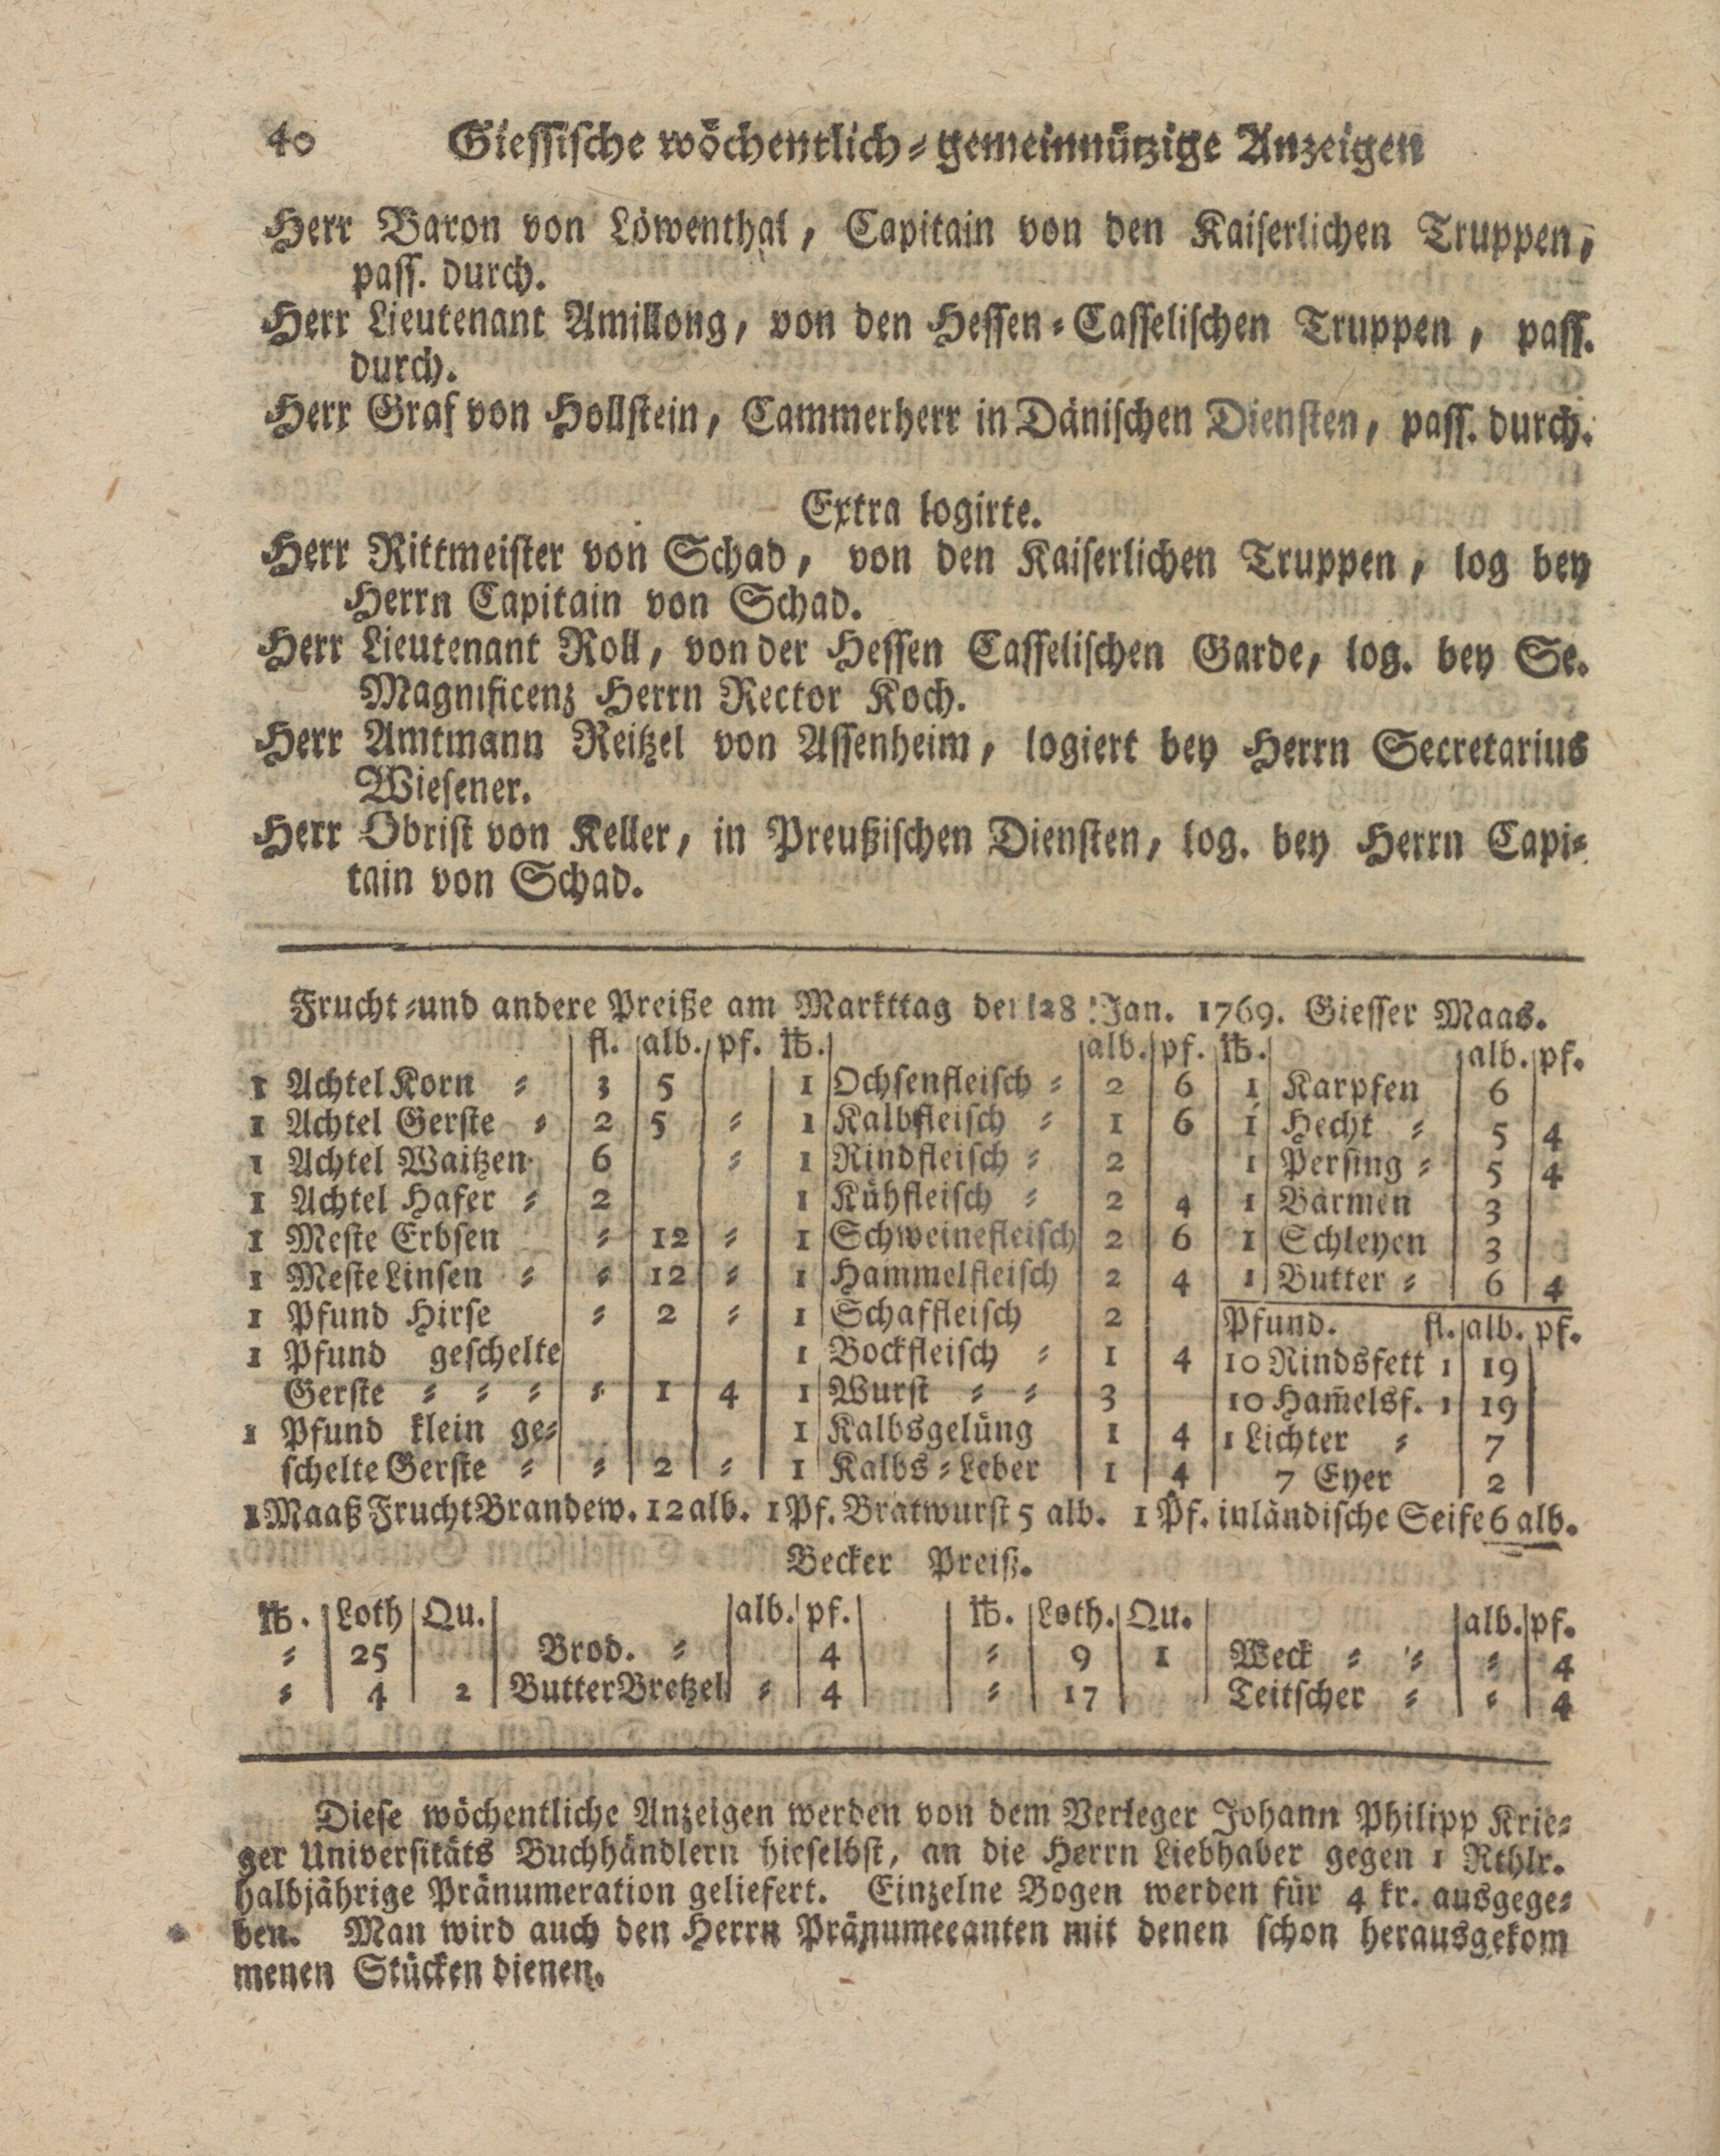 40 Giessische wöchentlich-gemeinnützige Anzeigen
Herr Baron von Löwenthal, Capitain von den Kaiserlichen Truppen,
pass. durch.
Herr Lieutenant Amillong, von den Hessen-Casselischen Truppen, pass.
durch.
Herr Graf von Hollstein, Cammerherr in Dänischen Diensten, pass. durch.
Extra logirte.
Herr Rittmeister von Schad, von den Kaiserlichen Truppen, log bey
Herrn Capitain von Schad.
Herr Lieutenant Roll, von der Hessen Casselischen Garde, log. bey Se.
Magnificenz Herrn Rector Koch.
Herr Amtmann Reitzel von Assenheim, logiert bey Herrn Secretarius
Wiesener.
Herr Obrist von Keller, in Preußischen Diensten, log. bey Herrn Capi-
tain von Schad.
Frucht-und andere Preiße am Markttag den 28 Jan. 1769. Giesser Maas.
fl. alb. pf. ℔. alb. pf. ℔. alb. pf.
1 Achtel Korn - 3 5 1 Ochsenfleisch - 2 6 1 Karpfen 6
1 Achtel Gerste - 2 5 - 1 Kalbfleisch - 1 6 1 Hecht - 5 4
1 Achtel Waitzen 6 - 1 Rindfleisch - 2 1 Persing - 5 4
1 Achtel Hafer - 2 1 Kühfleisch - 2 4 1 Bärmen 3
1 Meste Erbsen - 12 - 1 Schweinefleisch 2 6 1 Schleyen 3
1 Meste Linsen - - 12 - 1 Hammelfleisch 2 4 1 Butter - 6 4
1 Pfund Hirse - 2 - 1 Schaffleisch 2 Pfund. fl. alb. pf.
1 Pfund geschelte 1 Bockfleisch - 1 4 10 Rindsfett 1 19
Gerste - - - - 1 4 1 Wurst - - 3 10 Ham̄elsf. 1 19
1 Pfund klein ge- 1 Kalbsgelüng 1 4 1 Lichter - 7
schelte Gerste - - 2 - 1 Kalbs-Leber 1 4 7 Eyer 2
1 Maaß Frucht Brandew. 12 alb. 1 Pf. Bratwurst 5 alb. 1 Pf. inländische Seife 6 alb.
Becker Preiß.
℔. Loth Qu. alb. pf. ℔. Loth. Qu. alb. pf.
- 25 Brod. - 4 - 9 1 Weck - - - 4
- 4 2 Butter Bretzel - 4 - 17 Teitscher - - 4
Diese wöchentliche Anzeigen werden von dem Verleger Johann Philipp Krie-
ger Universitäts Buchhändlern hieselbst, an die Herrn Liebhaber gegen 1 Rthlr.
halbjährige Pränumeration geliefert. Einzelne Bogen werden für 4 kr. ausgege-
ben. Man wird auch den Herrn Pränumeranten mit denen schon herausgekom
menen Stücken dienen.